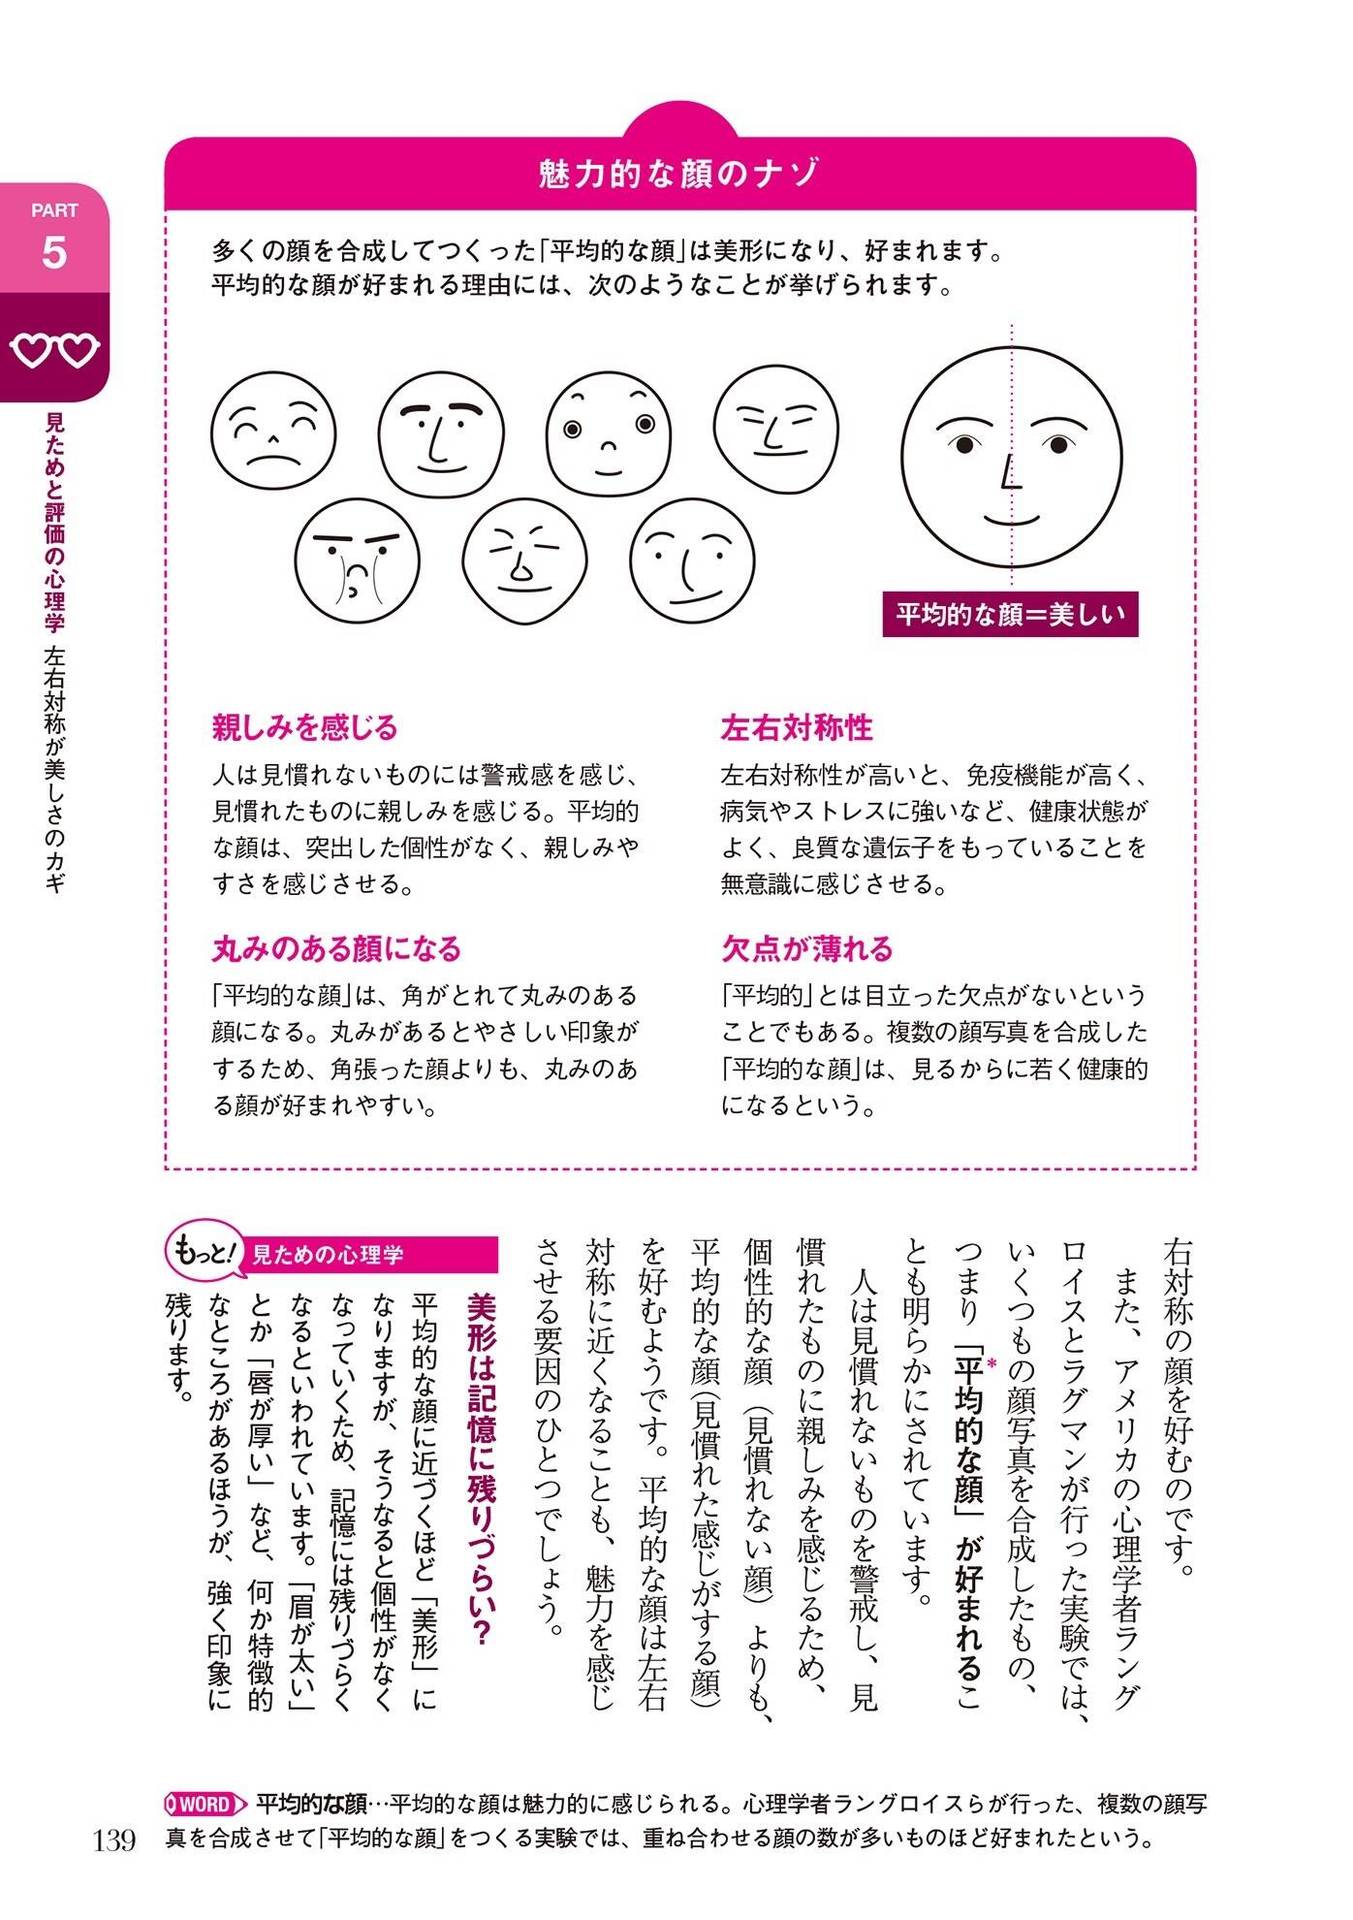 PART
5
見ためと評価の心理学 左右対称が美しさのカギ
魅力的な顔のナゾ
多くの顔を合成してつくった「平均的な顔」は美形になり、好まれます。
平均的な顔が好まれる理由には、次のようなことが挙げられます。
平均的な顔＝美しい
親しみを感じる
人は見慣れないものには警戒感を感じ、
見慣れたものに親しみを感じる。平均的
な顔は、突出した個性がなく、親しみや
すさを感じさせる。
左右対称性
左右対称性が高いと、免疫機能が高く、
病気やストレスに強いなど、健康状態が
よく、良質な遺伝子をもっていることを
無意識に感じさせる。
丸みのある顔になる
「平均的な顔」は、角がとれて丸みのある
顔になる。丸みがあるとやさしい印象が
するため、角張った顔よりも、丸みのあ
る顔が好まれやすい。
欠点が薄れる
「平均的」とは目立った欠点がないという
ことでもある。複数の顔写真を合成した
「平均的な顔」は、見るからに若く健康的
になるという。
右対称の顔を好むのです。
また、アメリカの心理学者ラング
ロイスとラグマンが行った実験では、
いくつもの顔写真を合成したもの、
つまり「平均的な顔*」が好まれるこ
とも明らかにされています。
人は見慣れないものを警戒し、見
慣れたものに親しみを感じるため、
個性的な顔（見慣れない顔）よりも、
平均的な顔（見慣れた感じがする顔）
を好むようです。平均的な顔は左右
対称に近くなることも、魅力を感じ
させる要因のひとつでしょう。
もっと!
見ための心理学
美形は記憶に残りづらい?
平均的な顔に近づくほど「美形」に
なりますが、そうなると個性がなく
なっていくため、記憶には残りづらく
なるといわれています。「眉が太い」
とか「唇が厚い」など、何か特徴的
なところがあるほうが、強く印象に
残ります。
WORD 平均的な顔…平均的な顔は魅力的に感じられる。心理学者ラングロイスらが行った、複数の顔写
真を合成させて「平均的な顔」をつくる実験では、重ね合わせる顔の数が多いものほど好まれたという。
139